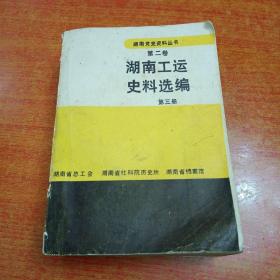 湖南党史资料丛书
第二卷
湖南工运
史料选编
第三册
湖南省总工会 湖南省社科院历史所 湖南省档案馆